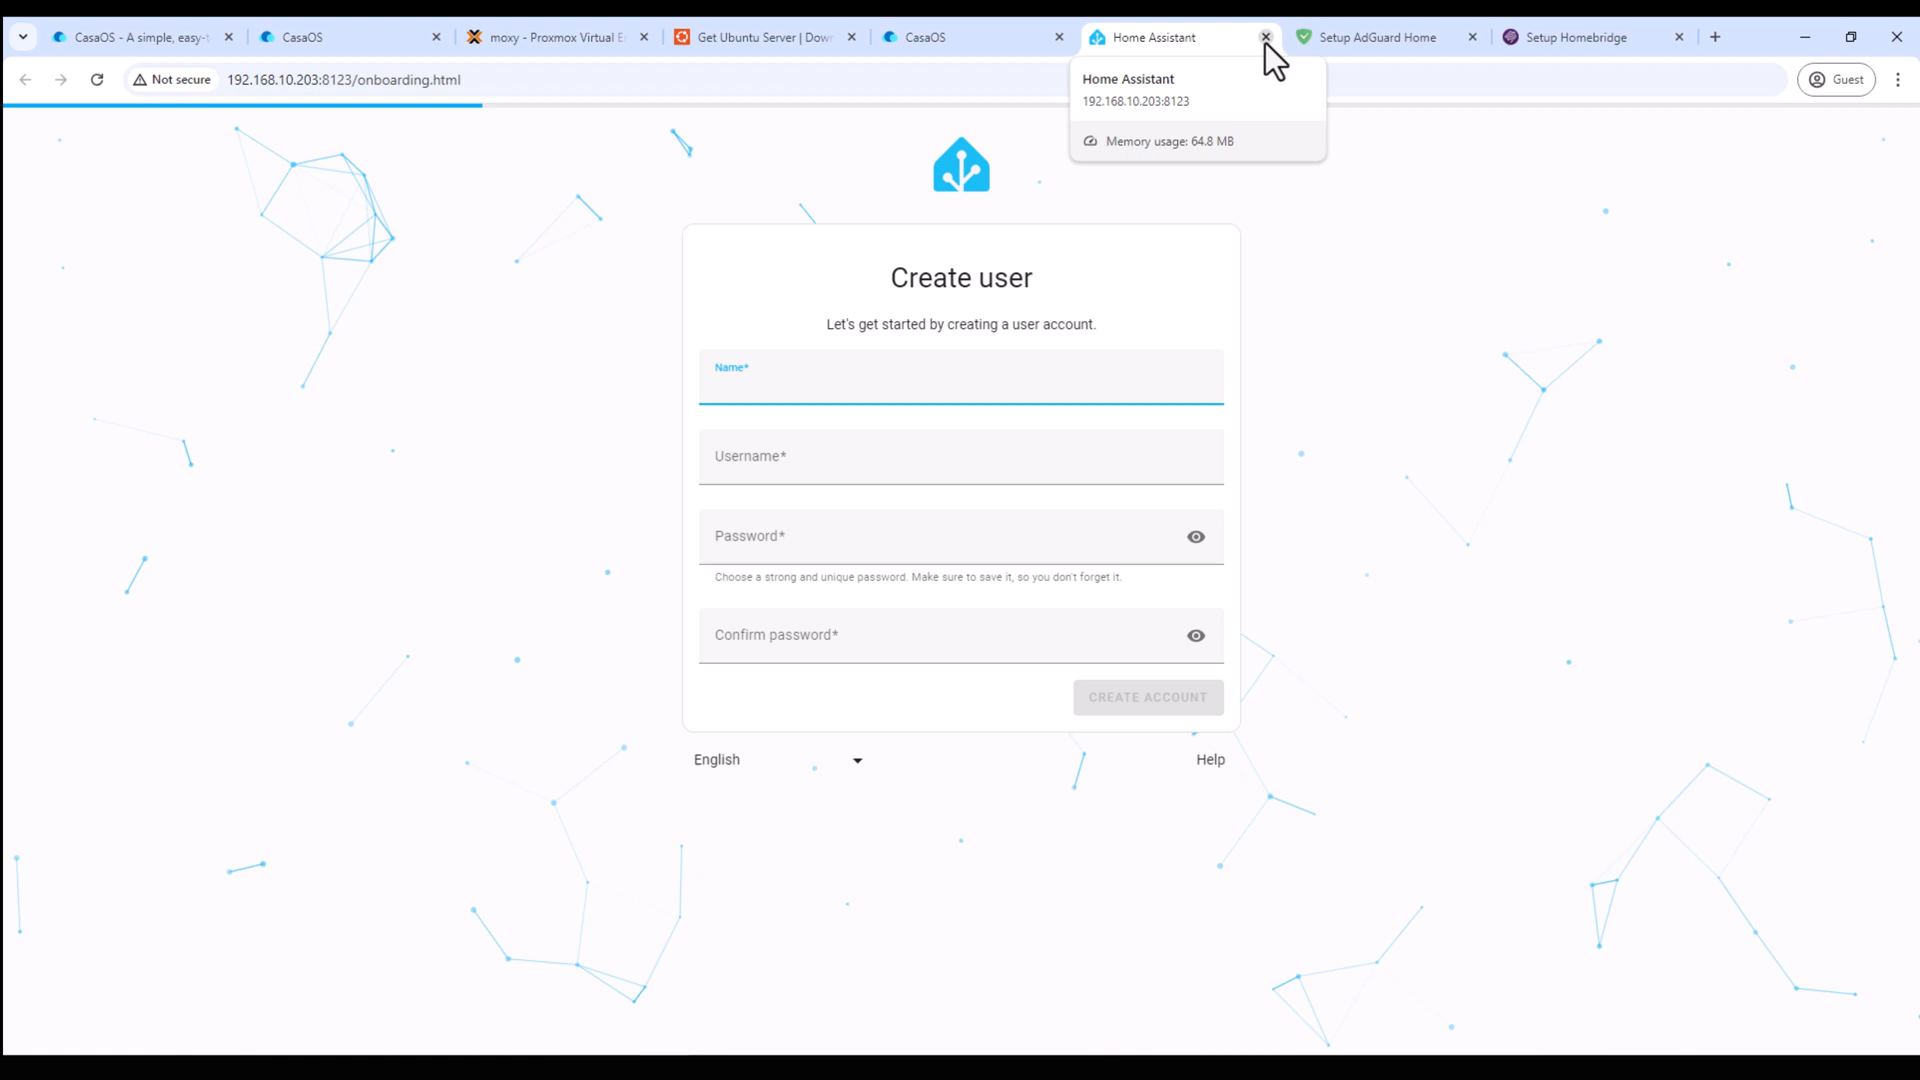 CasaOS - A simple, easy-t
CasaOS
moxy - Proxmox Virtual E
Get Ubuntu Server | Dow
CasaOS
Home Assistant
Setup AdGuard Home
Setup Homebridge
Not secure
192.168.10.203:8123/onboarding.html
Guest
Home Assistant
192.168.10.203:8123
Memory usage: 64.8 MB
Create user
Let's get started by creating a user account.
Name*
Username*
Password*
Choose a strong and unique password. Make sure to save it, so you don't forget it.
Confirm password*
CREATE ACCOUNT
English
Help